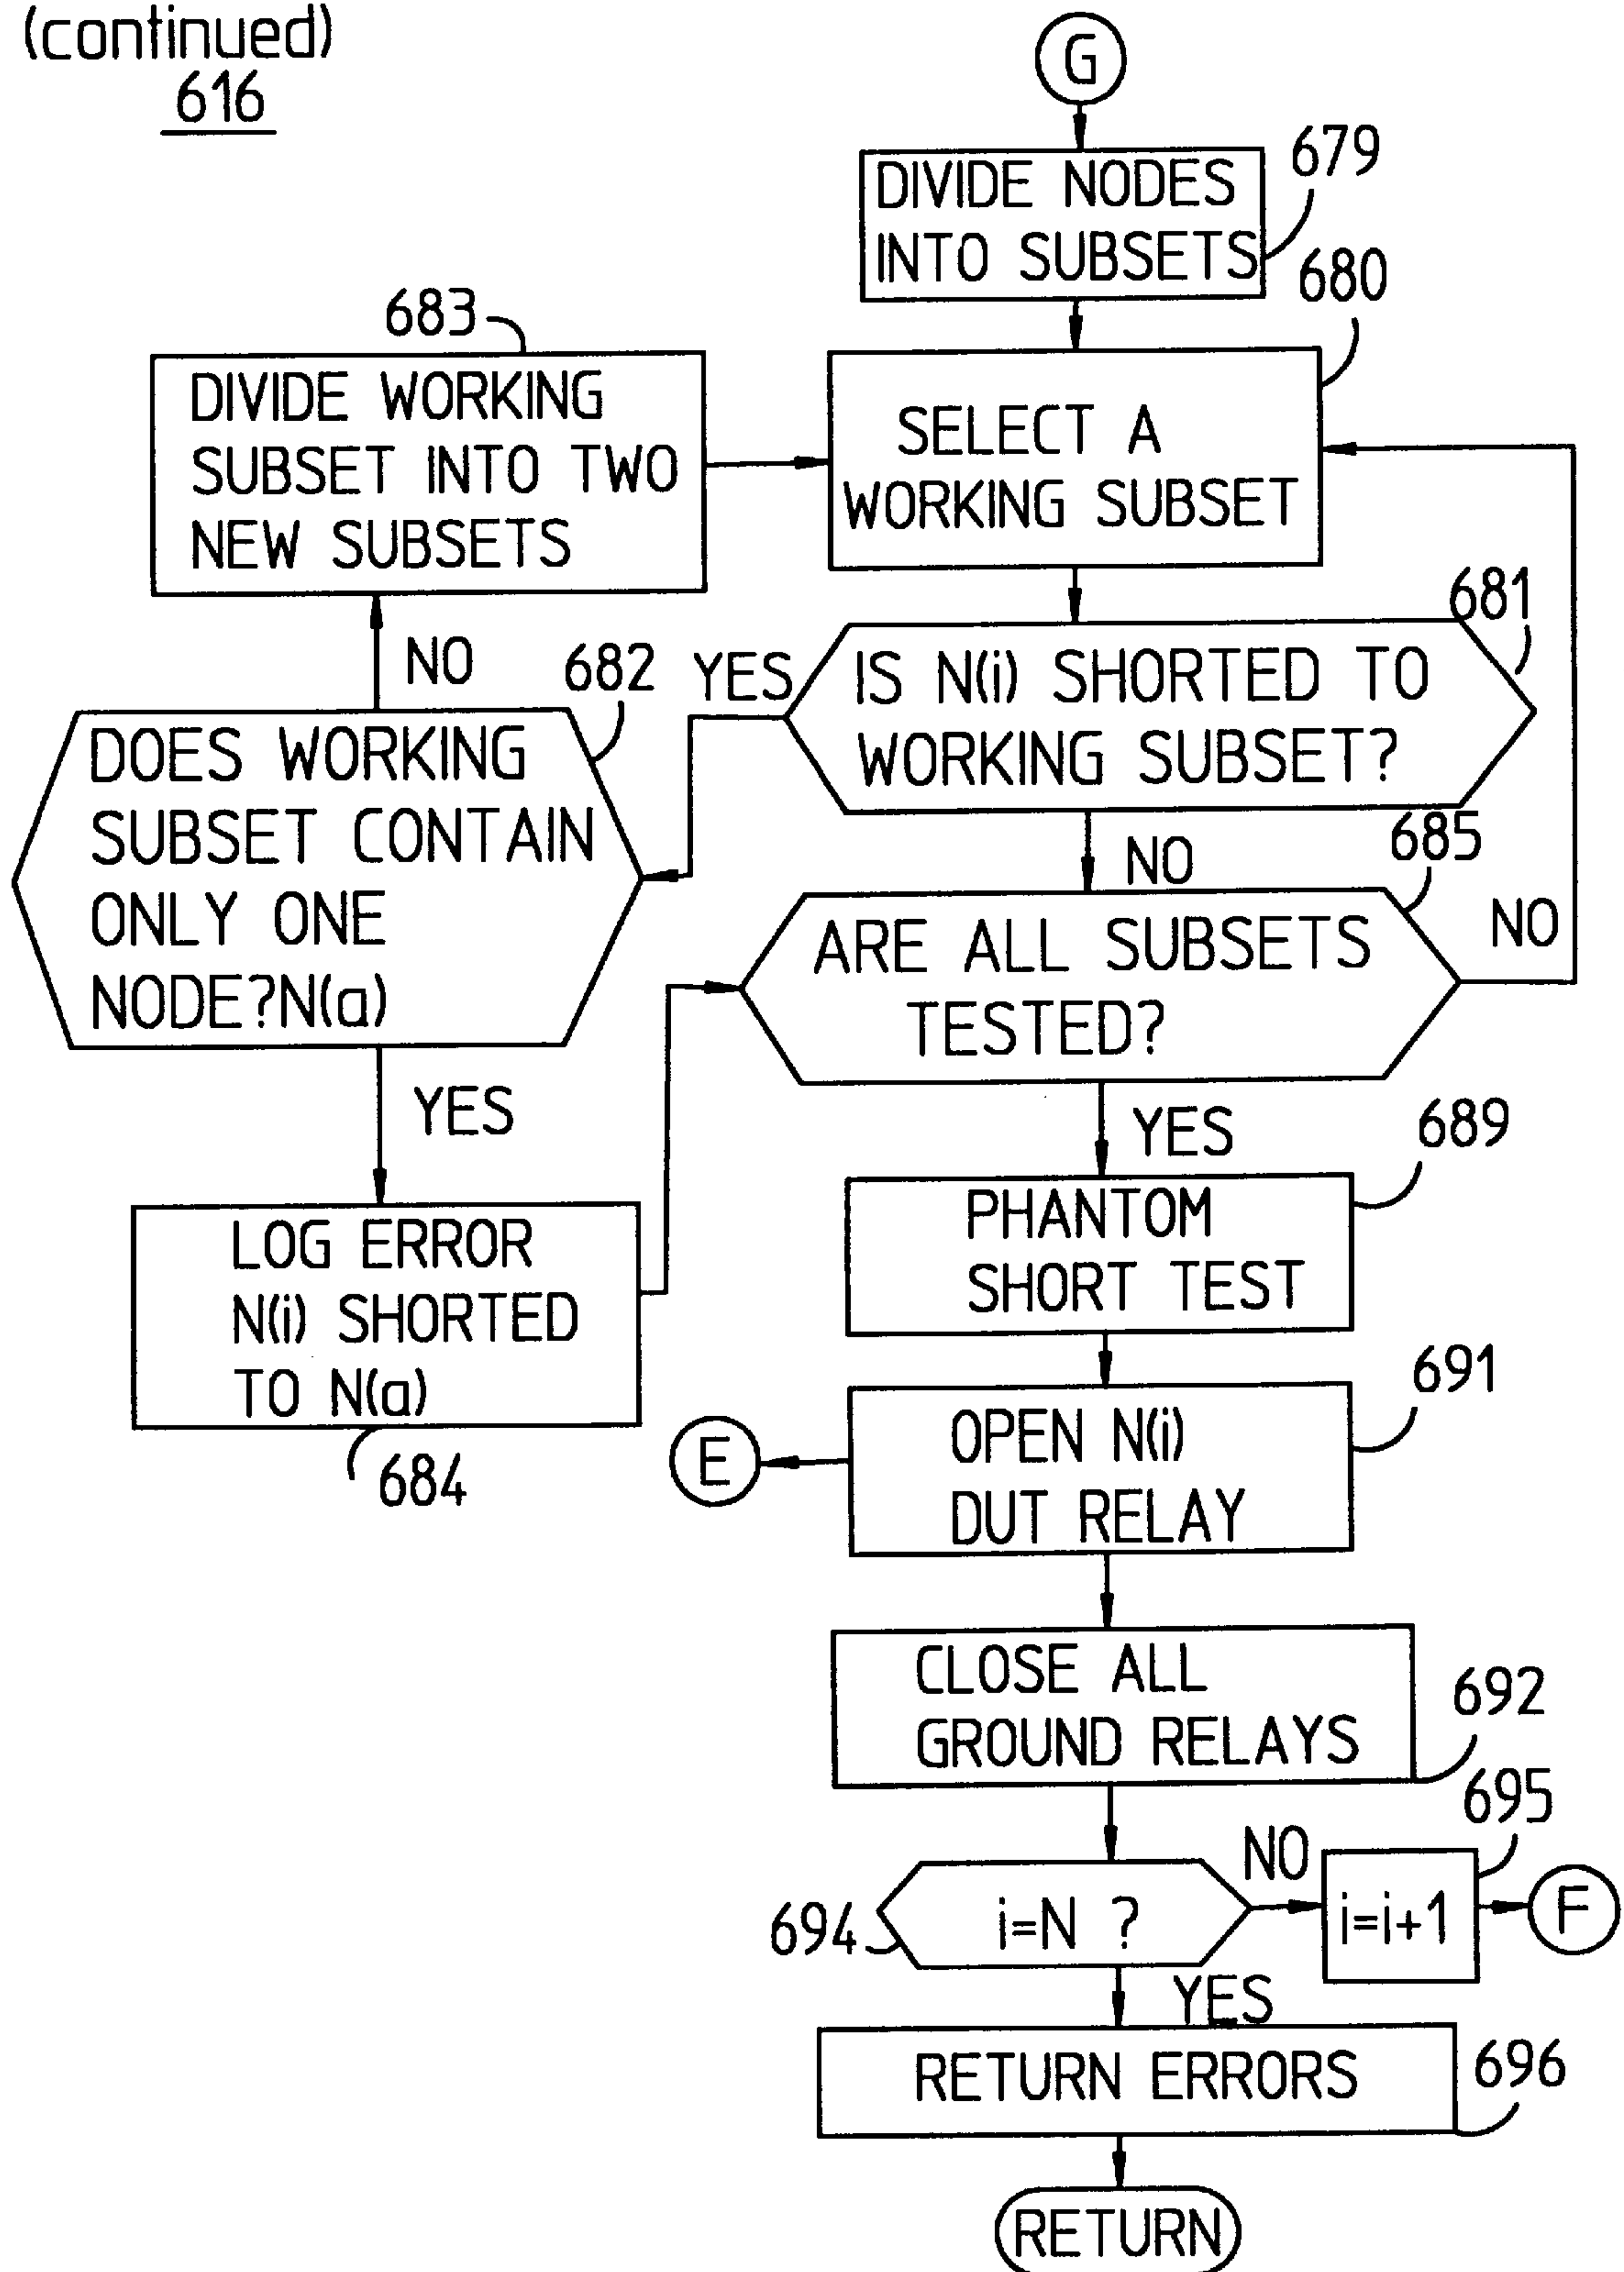 (continued)
616
G
DIVIDE NODES
INTO SUBSETS
679
680
683
DIVIDE WORKING
SUBSET INTO TWO
NEW SUBSETS
SELECT A
WORKING SUBSET
681
NO
682
YES
IS N(i) SHORTED TO
WORKING SUBSET?
DOES WORKING
SUBSET CONTAIN
ONLY ONE
NODE?N(a)
685
NO
NO
ARE ALL SUBSETS
TESTED?
YES
YES
689
LOG ERROR
N(i) SHORTED
TO N(a)
684
PHANTOM
SHORT TEST
691
E
OPEN N(i)
DUT RELAY
CLOSE ALL
GROUND RELAYS
692
695
NO
694
i=N ?
i=i+1
F
YES
RETURN ERRORS
696
RETURN